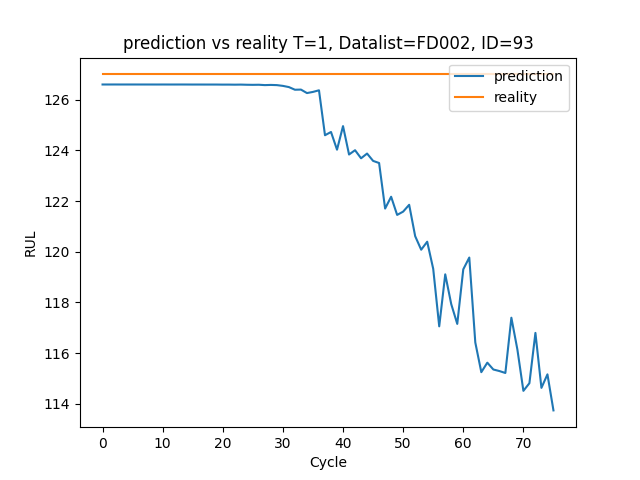 prediction vs reality T=1, Datalist=FD002, ID=93
prediction
reality
RUL
126
124
122
120
118
116
114
0 10 20 30 40 50 60 70
Cycle